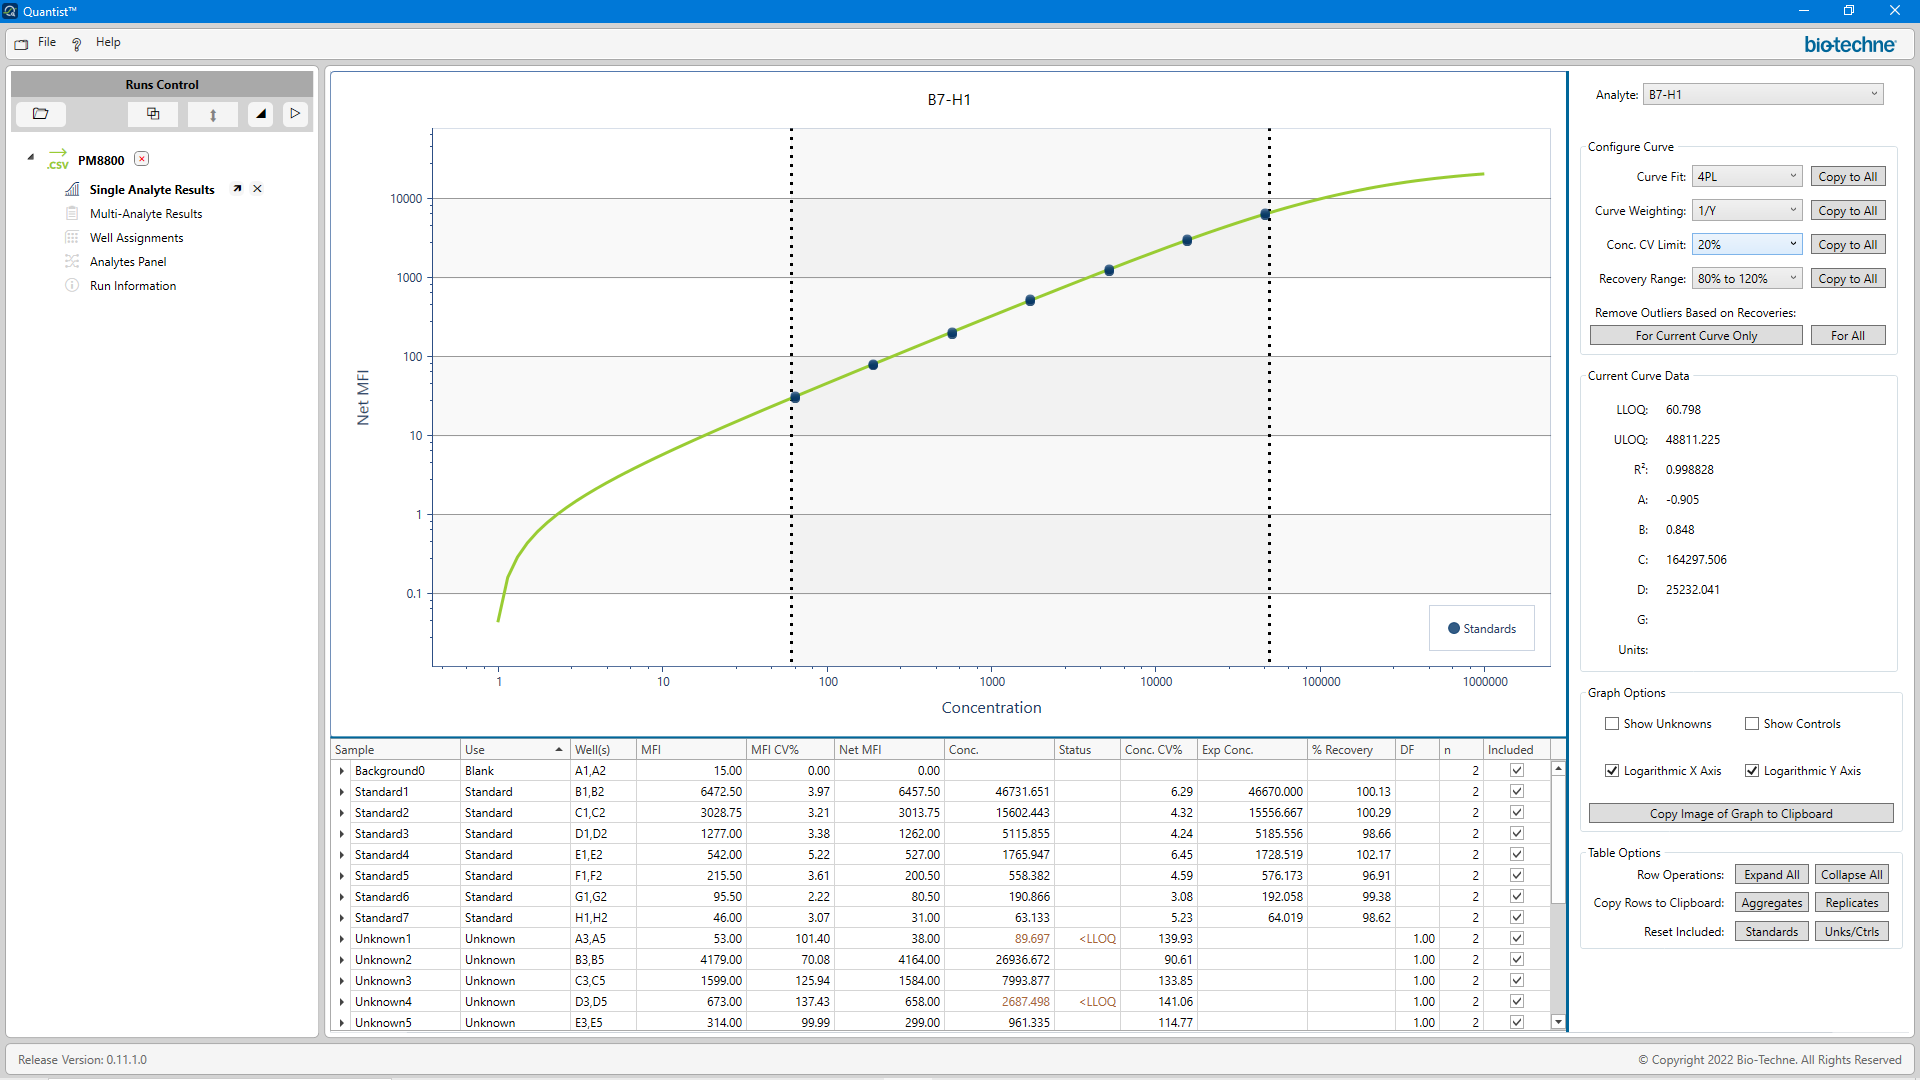 Quantist™
File Help
bio-techne
Runs Control
.CSV PM8800
Single Analyte Results
Multi-Analyte Results
Well Assignments
Analytes Panel
Run Information
B7-H1
10000
1000
100
10
1
0.1
Net MFI
Standards
1 10 100 1000 10000 100000 1000000
Concentration
Sample Use Well(s) MFI MFI CV% Net MFI Conc. Status Conc. CV% Exp Conc. % Recovery DF n Included
Background0 Blank A1,A2 15.00 0.00 0.00 2
Standard1 Standard B1,B2 6472.50 3.97 6457.50 46731.651 6.29 46670.000 100.13 2
Standard2 Standard C1,C2 3028.75 3.21 3013.75 15602.443 4.32 15556.667 100.29 2
Standard3 Standard D1,D2 1277.00 3.38 1262.00 5115.855 4.24 5185.556 98.66 2
Standard4 Standard E1,E2 542.00 5.22 527.00 1765.947 6.45 1728.519 102.17 2
Standard5 Standard F1,F2 215.50 3.61 200.50 558.382 4.59 576.173 96.91 2
Standard6 Standard G1,G2 95.50 2.22 80.50 190.866 3.08 192.058 99.38 2
Standard7 Standard H1,H2 46.00 3.07 31.00 63.133 5.23 64.019 98.62 2
Unknown1 Unknown A3,A5 53.00 101.40 38.00 89.697 <LLOQ 139.93 1.00 2
Unknown2 Unknown B3,B5 4179.00 70.08 4164.00 26936.672 90.61 1.00 2
Unknown3 Unknown C3,C5 1599.00 125.94 1584.00 7993.877 133.85 1.00 2
Unknown4 Unknown D3,D5 673.00 137.43 658.00 2687.498 <LLOQ 141.06 1.00 2
Unknown5 Unknown E3,E5 314.00 99.99 299.00 961.335 114.77 1.00 2
Analyte: B7-H1
Configure Curve
Curve Fit: 4PL Copy to All
Curve Weighting: 1/Y Copy to All
Conc. CV Limit: 20% Copy to All
Recovery Range: 80% to 120% Copy to All
Remove Outliers Based on Recoveries:
For Current Curve Only For All
Current Curve Data
LLOQ: 60.798
ULOQ: 48811.225
R²: 0.998828
A: -0.905
B: 0.848
C: 164297.506
D: 25232.041
G:
Units:
Graph Options
Show Unknowns Show Controls
Logarithmic X Axis Logarithmic Y Axis
Copy Image of Graph to Clipboard
Table Options
Row Operations: Expand All Collapse All
Copy Rows to Clipboard: Aggregates Replicates
Reset Included: Standards Unks/Ctrls
Release Version: 0.11.1.0
© Copyright 2022 Bio-Techne. All Rights Reserved